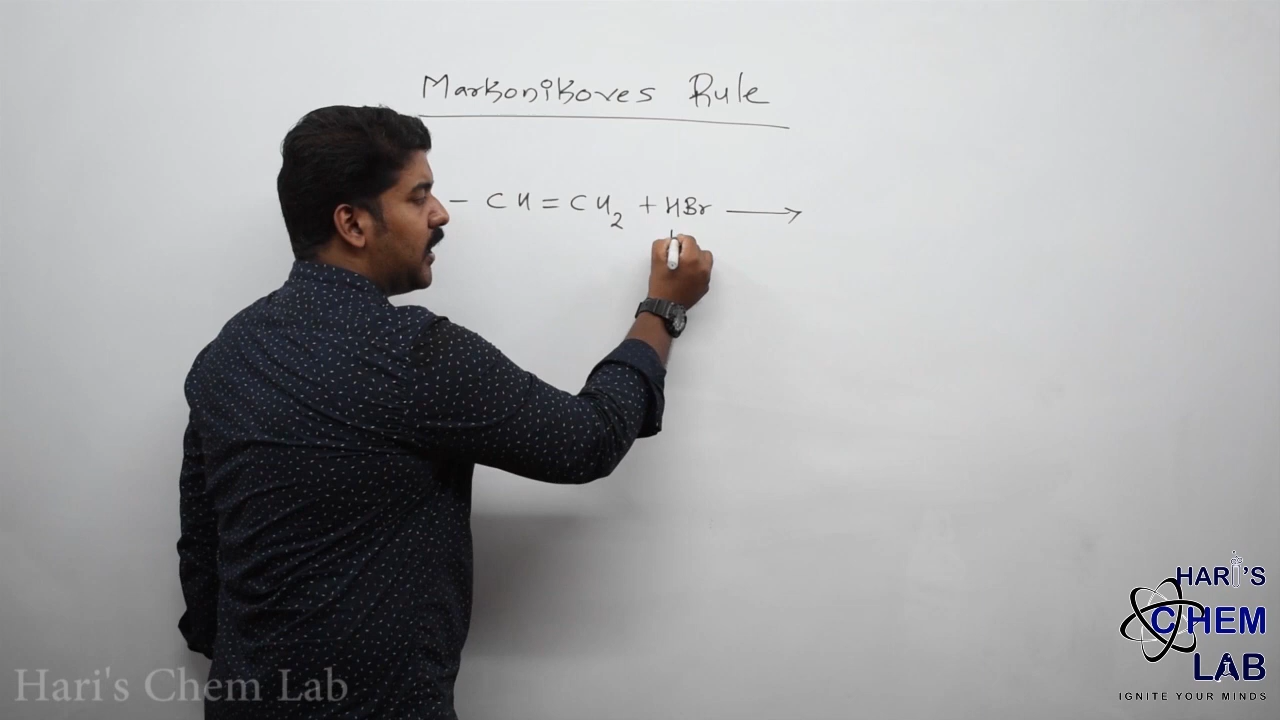 Markonikoves Rule
- CH = CH2 + HBr ⟶
HARI'S
CHEM
LAB
IGNITE YOUR MINDS
Hari's Chem Lab